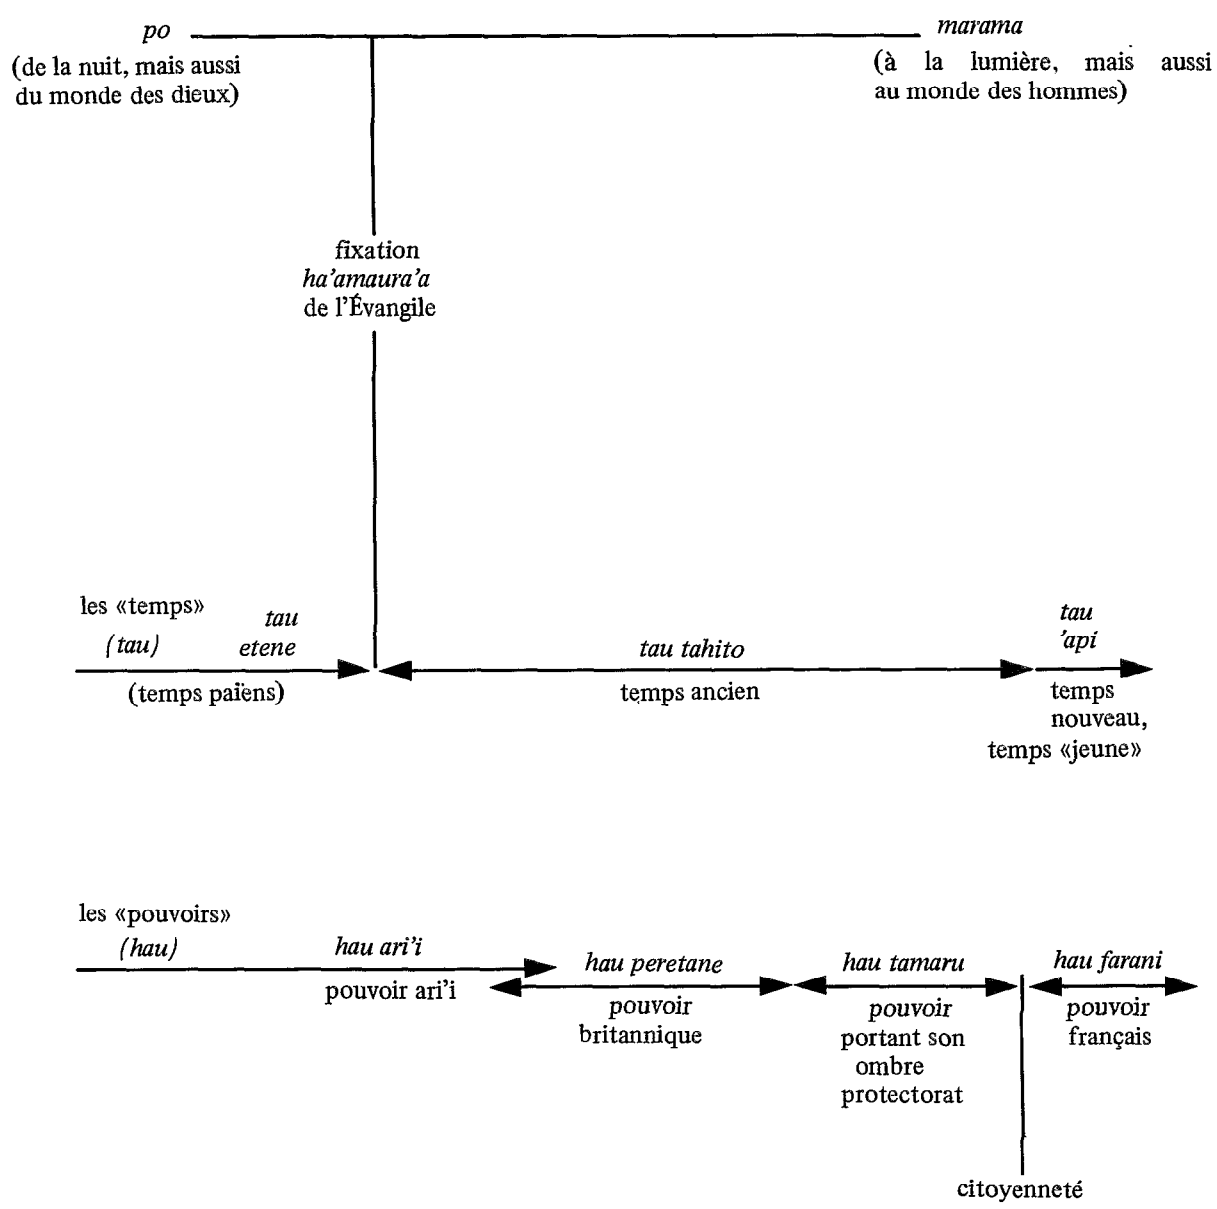 po
marama
(de la nuit, mais aussi
du monde des dieux)
(à la lumière, mais aussi
au monde des hommes)
fixation
ha'amaura'a
de l'Évangile
les «temps»
(tau)
tau
etene
(temps païens)
tau tahito
temps ancien
tau
'api
temps
nouveau,
temps «jeune»
les «pouvoirs»
(hau)
hau ari'i
pouvoir ari'i
hau peretane
pouvoir
britannique
hau tamaru
pouvoir
portant son
ombre
protectorat
hau farani
pouvoir
français
citoyenneté